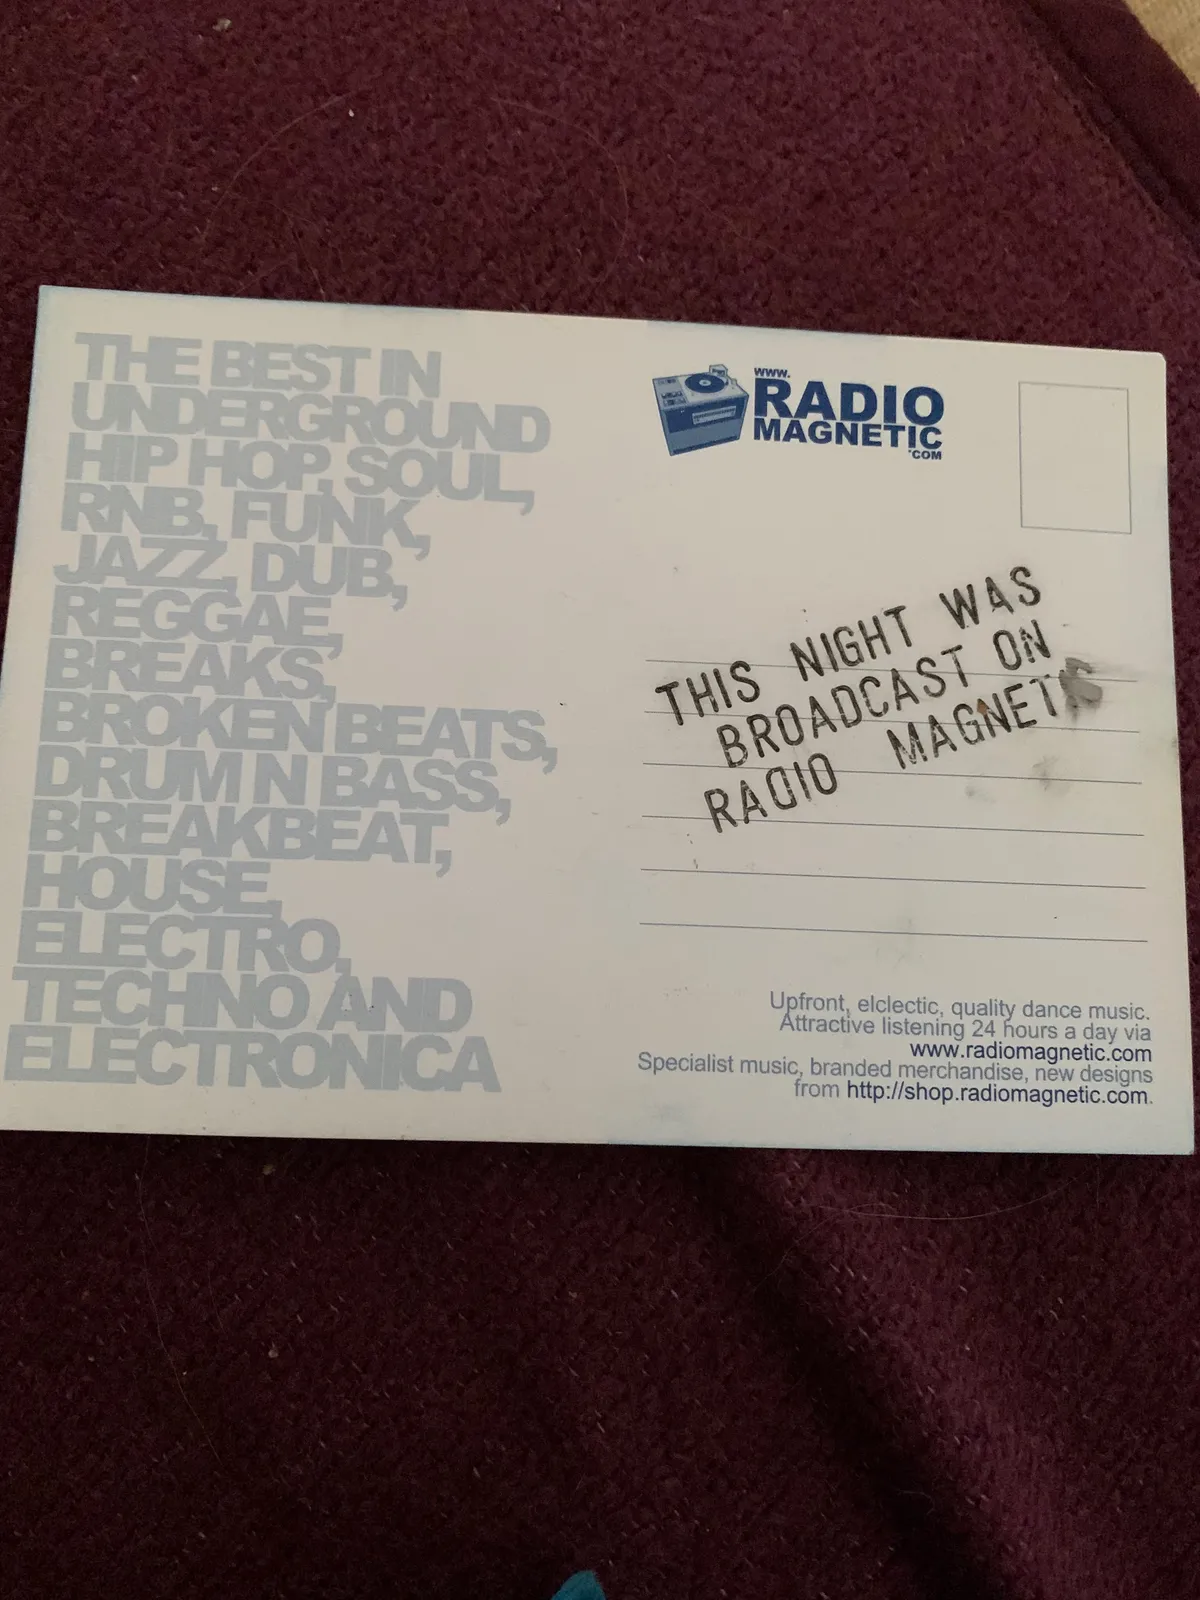 THE BEST IN
UNDERGROUND
HIP HOP, SOUL,
RNB, FUNK,
JAZZ, DUB,
REGGAE,
BREAKS,
BROKEN BEATS,
DRUM N BASS,
BREAKBEAT,
HOUSE,
ELECTRO,
TECHNO AND
ELECTRONICA
www.
RADIO
MAGNETIC
.COM
THIS NIGHT WAS
BROADCAST ON
RADIO MAGNETIC
Upfront, elclectic, quality dance music.
Attractive listening 24 hours a day via
www.radiomagnetic.com
Specialist music, branded merchandise, new designs
from http://shop.radiomagnetic.com.